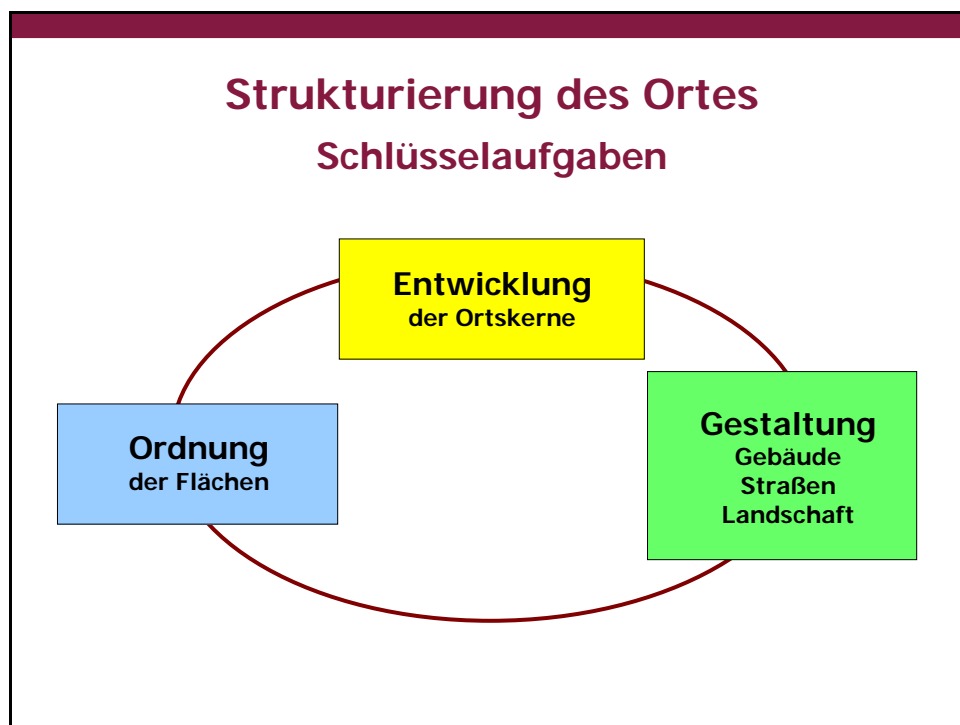 Strukturierung des Ortes
Schlüsselaufgaben
Entwicklung
der Ortskerne
Ordnung
der Flächen
Gestaltung
Gebäude
Straßen
Landschaft